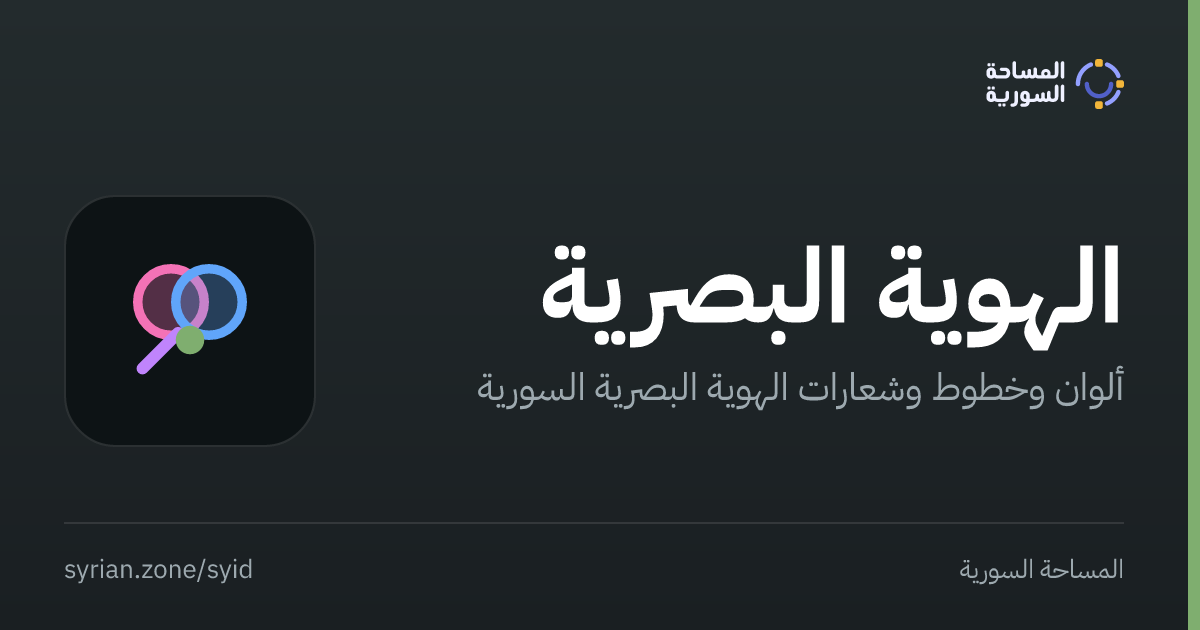 المساحة
السورية
الهوية البصرية
ألوان وخطوط وشعارات الهوية البصرية السورية
المساحة السورية
syrian.zone/syid